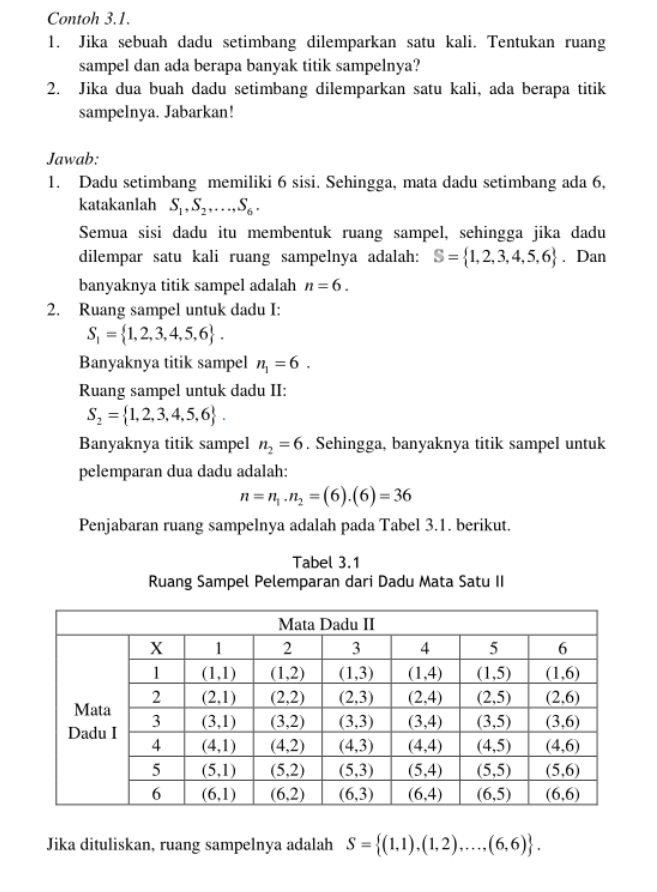 Contoh 3.1.
1. Jika sebuah dadu setimbang dilemparkan satu kali. Tentukan ruang
sampel dan ada berapa banyak titik sampelnya?
2. Jika dua buah dadu setimbang dilemparkan satu kali, ada berapa titik
sampelnya. Jabarkan!
Jawab:
1. Dadu setimbang memiliki 6 sisi. Sehingga, mata dadu setimbang ada 6,
katakanlah S₁,S₂,…,S₆.
Semua sisi dadu itu membentuk ruang sampel, sehingga jika dadu
dilempar satu kali ruang sampelnya adalah: 𝕊={1,2,3,4,5,6}. Dan
banyaknya titik sampel adalah n=6.
2. Ruang sampel untuk dadu I:
S₁={1,2,3,4,5,6}.
Banyaknya titik sampel n₁=6 .
Ruang sampel untuk dadu II:
S₂={1,2,3,4,5,6}.
Banyaknya titik sampel n₂=6. Sehingga, banyaknya titik sampel untuk
pelemparan dua dadu adalah:
n=n₁.n₂=(6).(6)=36
Penjabaran ruang sampelnya adalah pada Tabel 3.1. berikut.
Tabel 3.1
Ruang Sampel Pelemparan dari Dadu Mata Satu II
Mata Dadu II
X 1 2 3 4 5 6
1 (1,1) (1,2) (1,3) (1,4) (1,5) (1,6)
2 (2,1) (2,2) (2,3) (2,4) (2,5) (2,6)
Mata
Dadu I
3 (3,1) (3,2) (3,3) (3,4) (3,5) (3,6)
4 (4,1) (4,2) (4,3) (4,4) (4,5) (4,6)
5 (5,1) (5,2) (5,3) (5,4) (5,5) (5,6)
6 (6,1) (6,2) (6,3) (6,4) (6,5) (6,6)
Jika dituliskan, ruang sampelnya adalah S={(1,1),(1,2),…,(6,6)}.